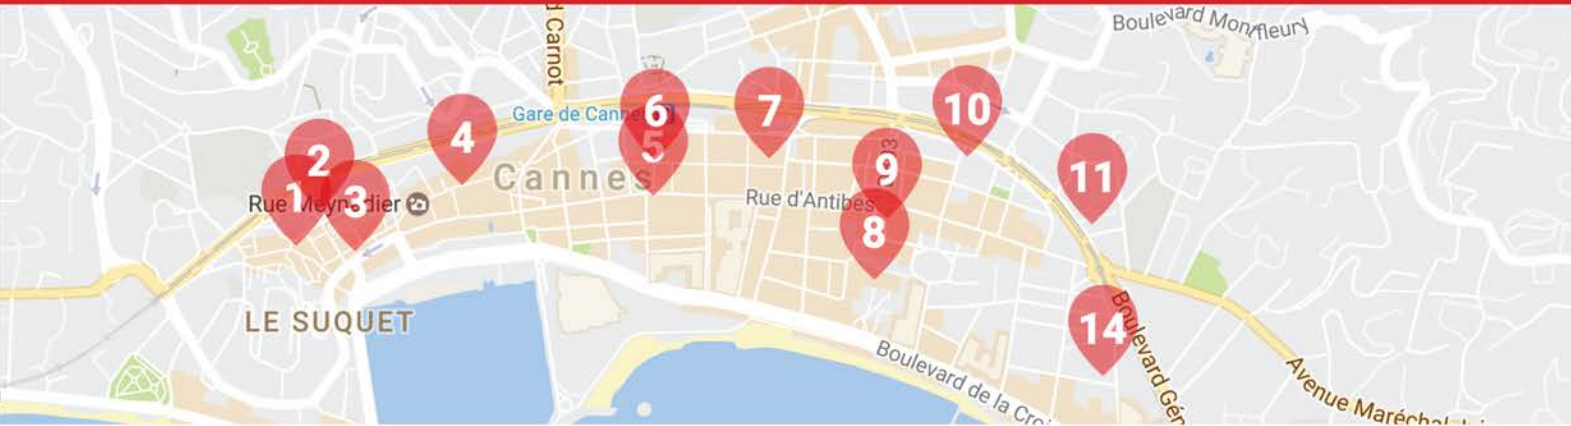 Boulevard Montfleury
d Carnot
Gare de Cannes
6
7
10
4
5
2
9
11
Cannes
1
3
Rue Meynadier
Rue d'Antibes
8
LE SUQUET
14
Boulevard de la Croi
Boulevard Gén
Avenue Maréchal